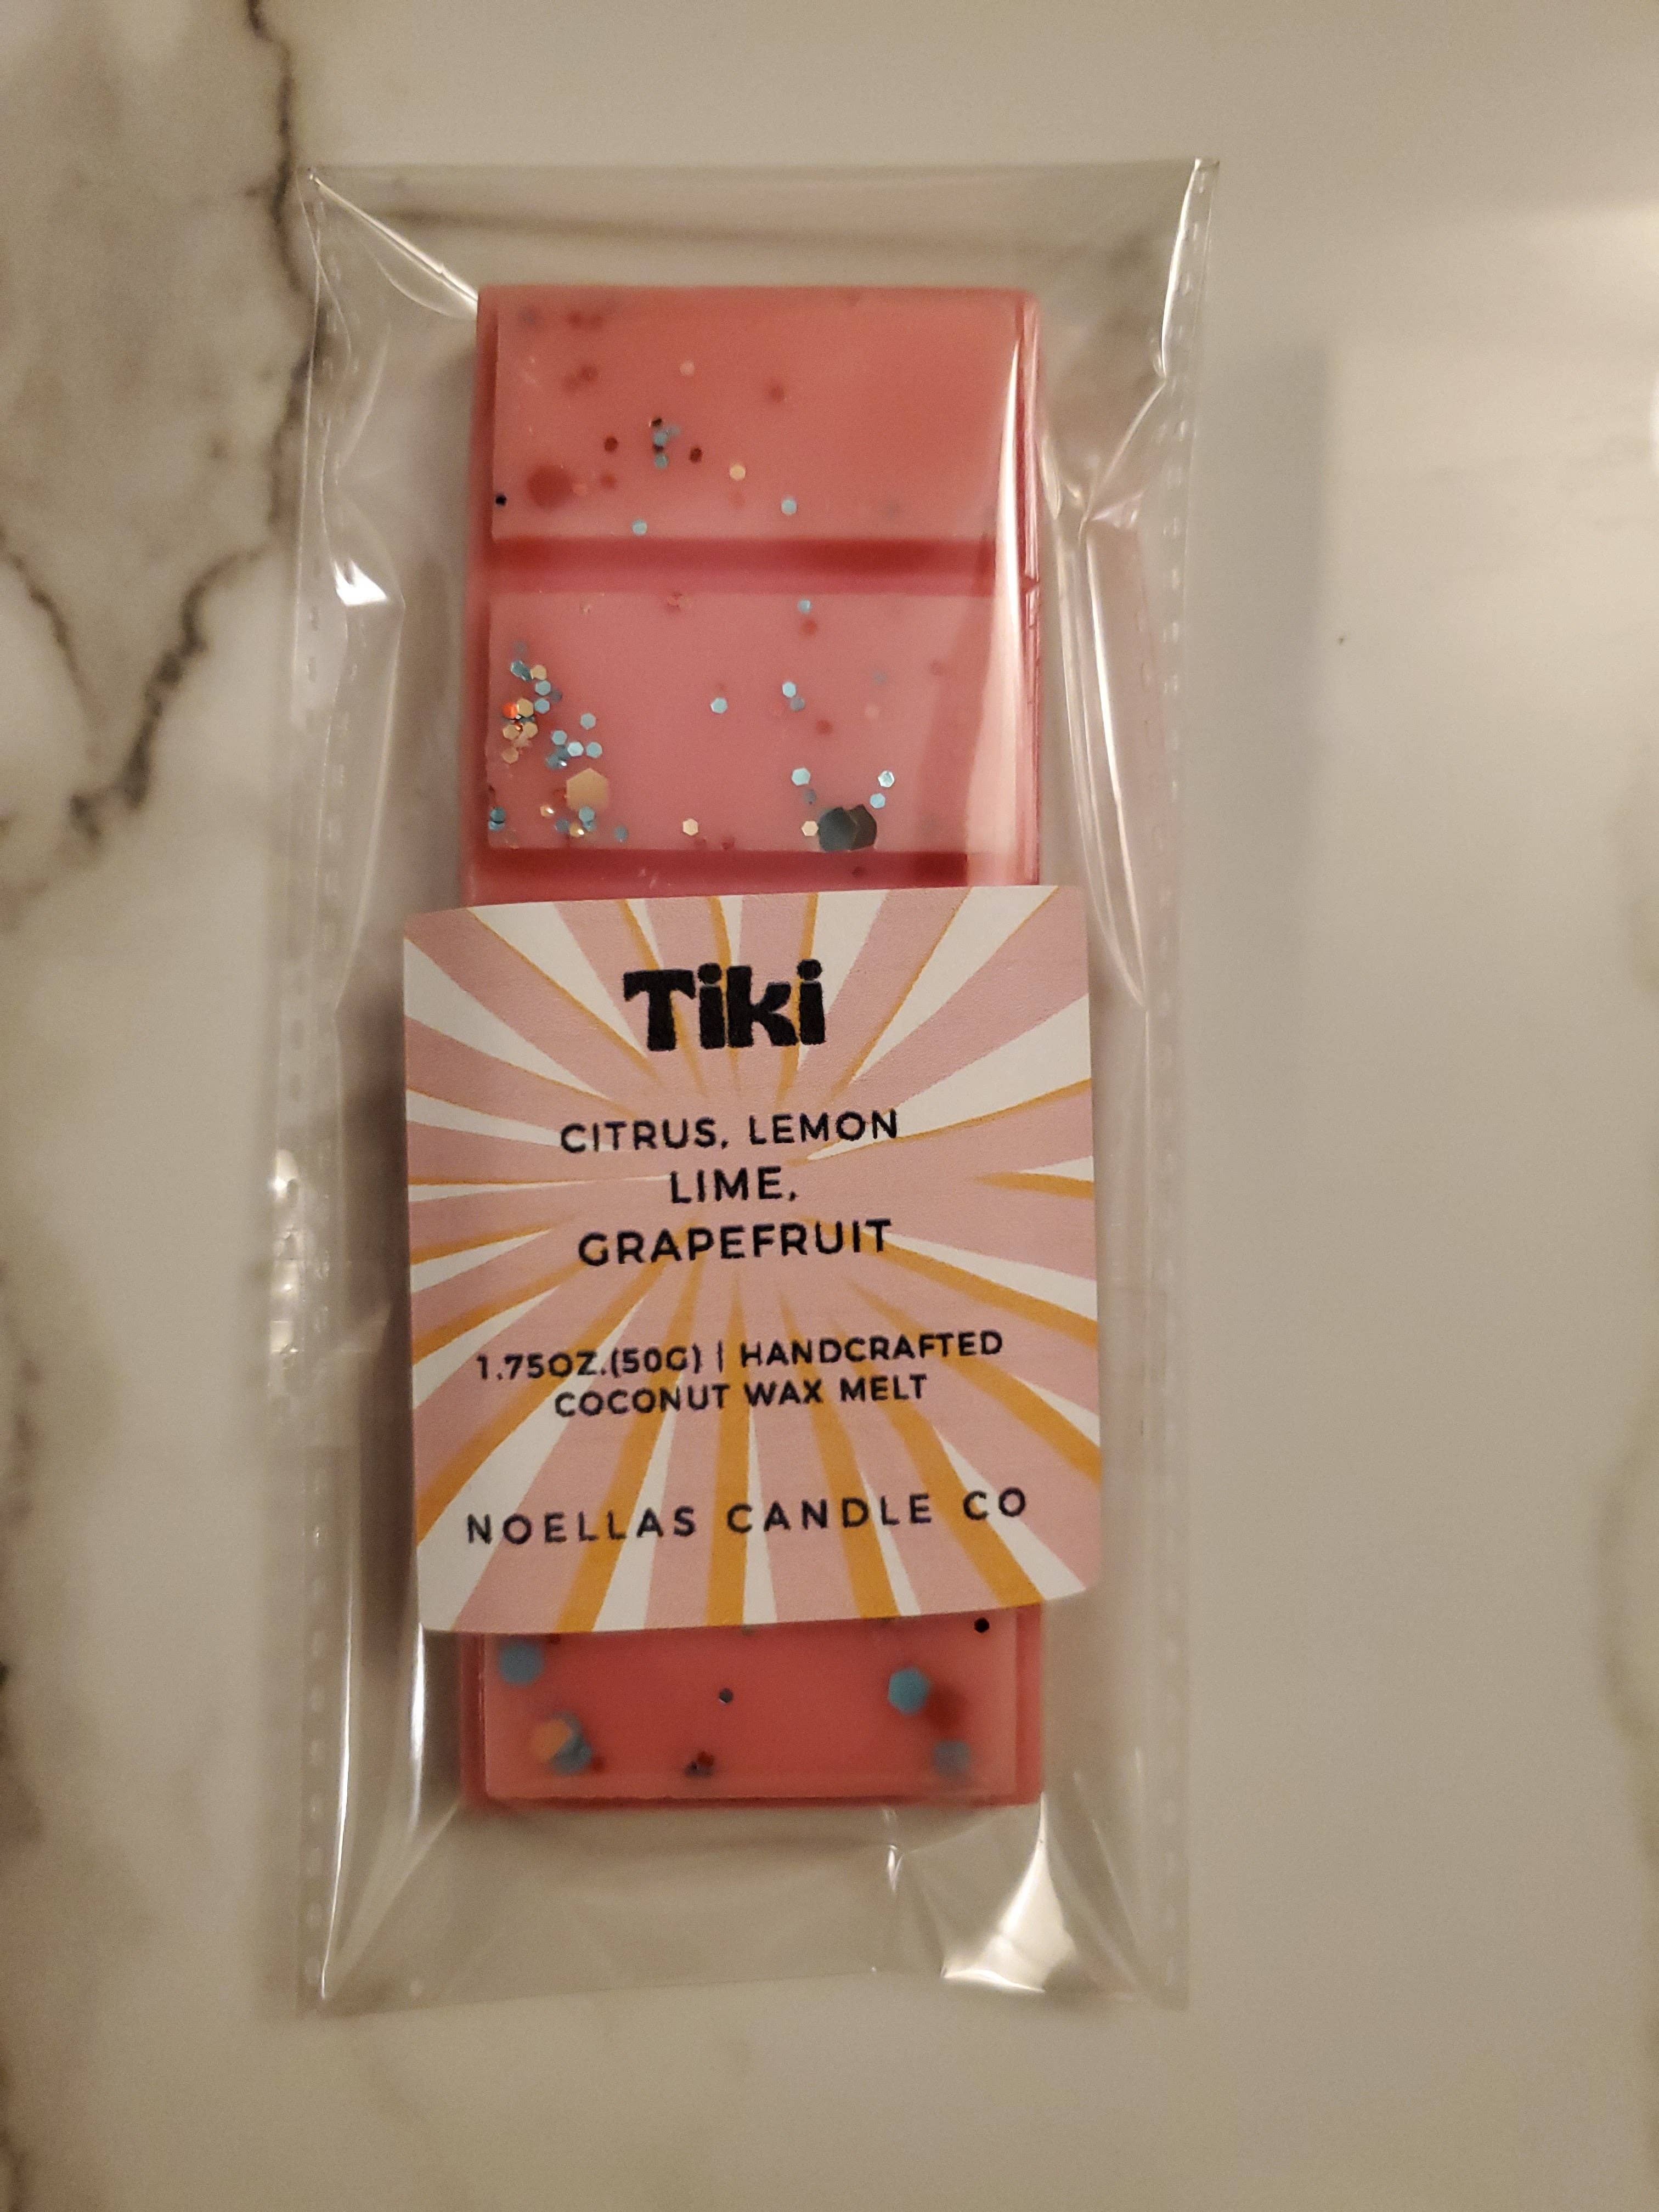 Tiki
CITRUS, LEMON
LIME,
GRAPEFRUIT
1.75OZ.(50G) | HANDCRAFTED
COCONUT WAX MELT
NOELLAS CANDLE CO